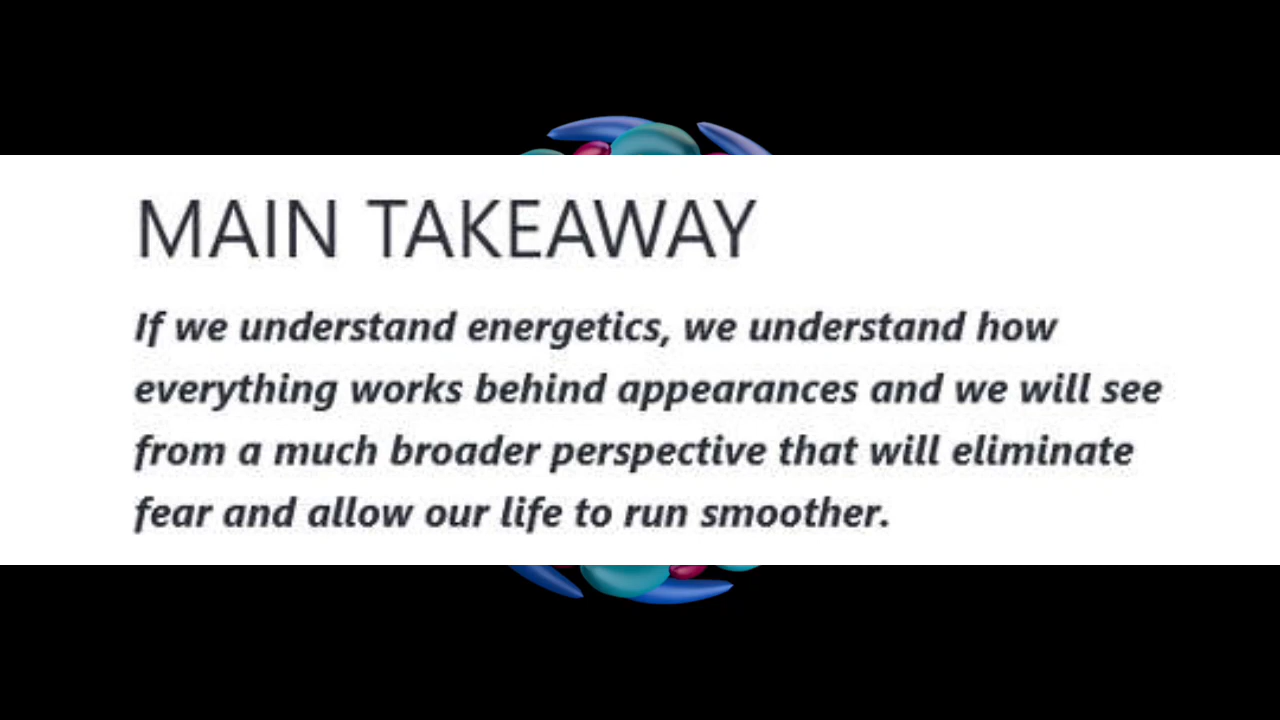 MAIN TAKEAWAY
If we understand energetics, we understand how
everything works behind appearances and we will see
from a much broader perspective that will eliminate
fear and allow our life to run smoother.